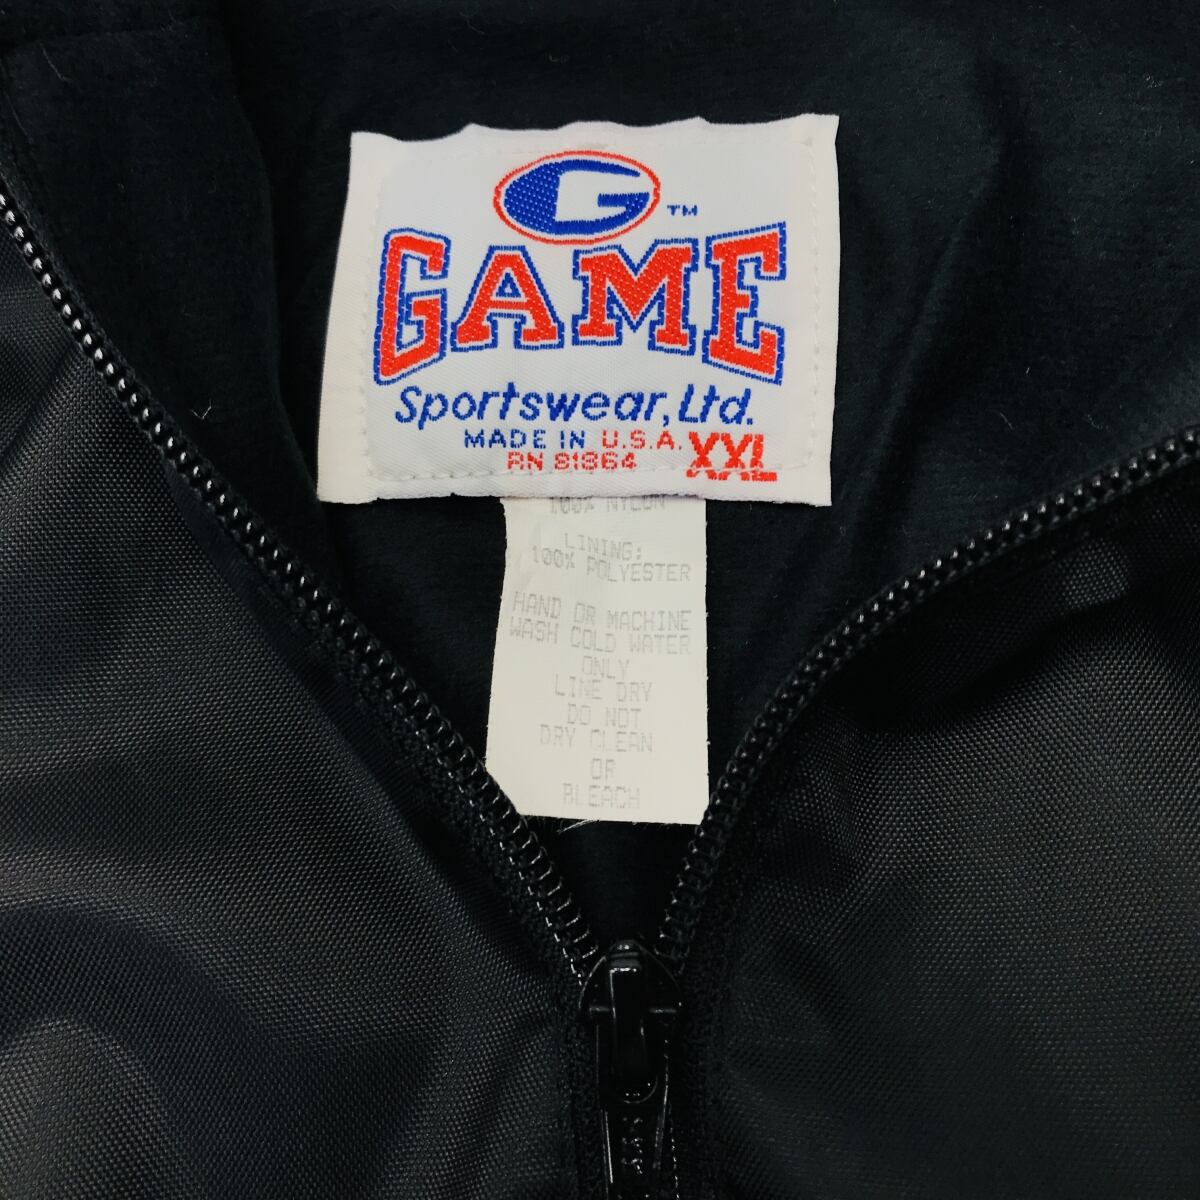 G TM
GAME
Sportswear, Ltd.
MADE IN U.S.A. XXL
RN 81864
100% NYLON
LINING:
100% POLYESTER
HAND OR MACHINE
WASH COLD WATER
ONLY
LINE DRY
DO NOT
DRY CLEAN
OR
BLEACH